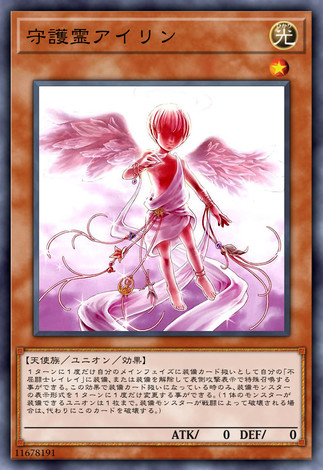 守護霊アイリン
光
【天使族／ユニオン／効果】
１ターンに１度だけ自分のメインフェイズに装備カード扱いとして自分の「不
屈闘士レイレイ」に装備、または装備を解除して表側攻撃表示で特殊召喚する
事ができる。この効果で装備カード扱いになっている時のみ、装備モンスター
の表示形式を１ターンに１度だけ変更する事ができる。（１体のモンスターが
装備できるユニオンは１枚まで。装備モンスターが戦闘によって破壊される場
合は、代わりにこのカードを破壊する。）
ATK/ 0 DEF/ 0
11678191